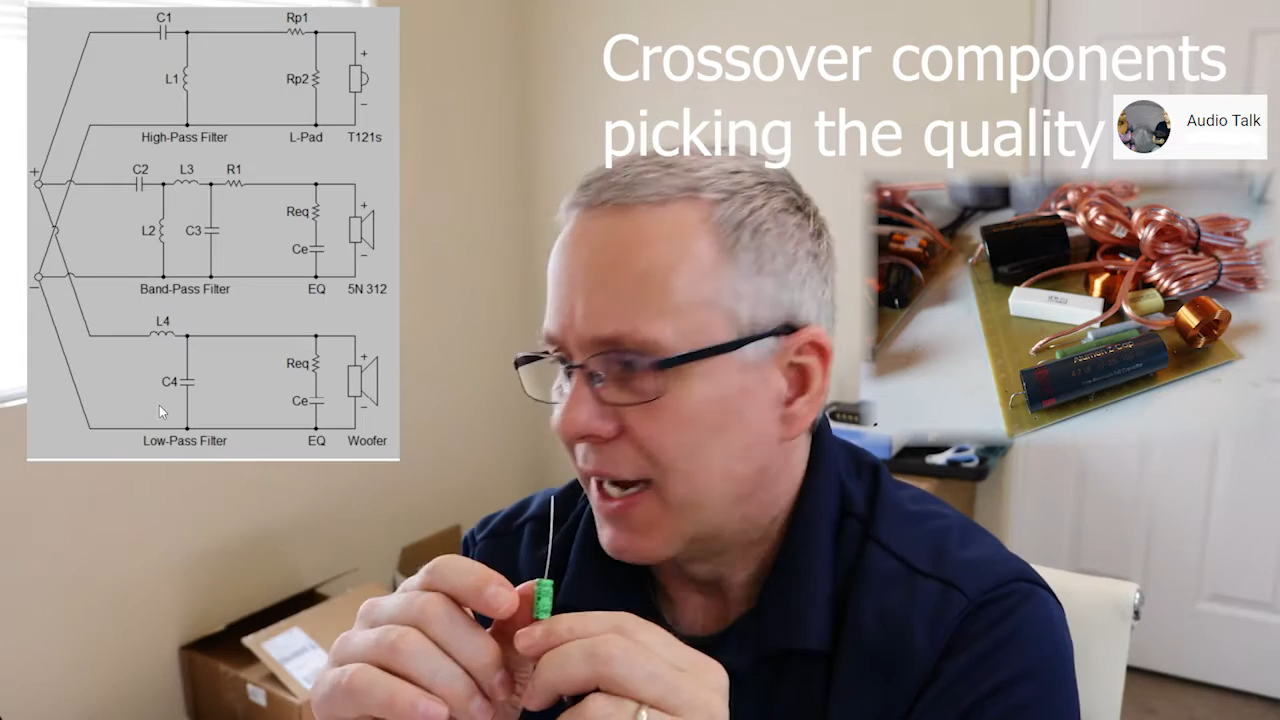 C1
Rp1
L1
Rp2
+
−
High-Pass Filter
L-Pad
T121s
+
C2
L3
R1
L2
C3
Req
Ce
+
−
−
Band-Pass Filter
EQ
5N 312
L4
C4
Req
Ce
+
−
Low-Pass Filter
EQ
Woofer
Crossover components
picking the quality
Audio Talk